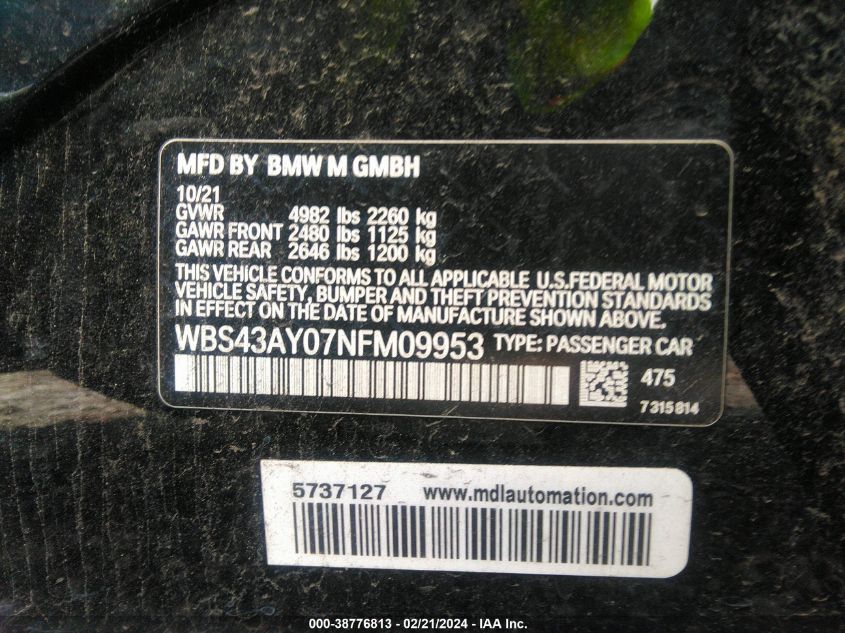 MFD BY BMW M GMBH
10/21
GVWR 4982 lbs 2260 kg
GAWR FRONT 2480 lbs 1125 kg
GAWR REAR 2646 lbs 1200 kg
THIS VEHICLE CONFORMS TO ALL APPLICABLE U.S.FEDERAL MOTOR
VEHICLE SAFETY, BUMPER AND THEFT PREVENTION STANDARDS
IN EFFECT ON THE DATE OF MANUFACTURE SHOWN ABOVE.
WBS43AY07NFM09953 TYPE: PASSENGER CAR
475
7315814
5737127 www.mdlautomation.com
000-38776813 - 02/21/2024 - IAA Inc.